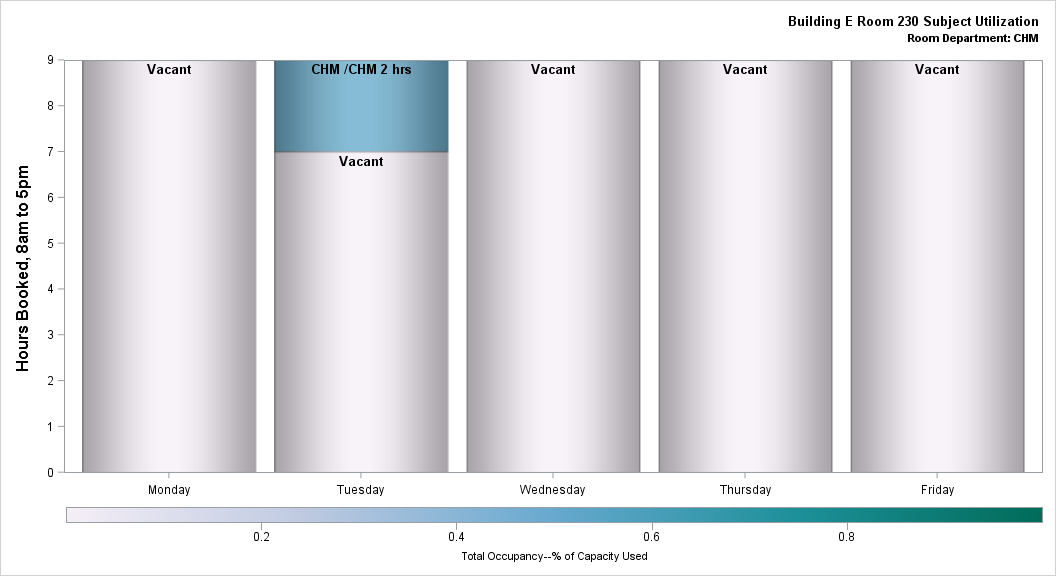 Building E Room 230 Subject Utilization
Room Department: CHM
Hours Booked, 8am to 5pm
9
8
7
6
5
4
3
2
1
0
Vacant
CHM /CHM 2 hrs
Vacant
Vacant
Vacant
Vacant
Monday
Tuesday
Wednesday
Thursday
Friday
0.2
0.4
0.6
0.8
Total Occupancy--% of Capacity Used